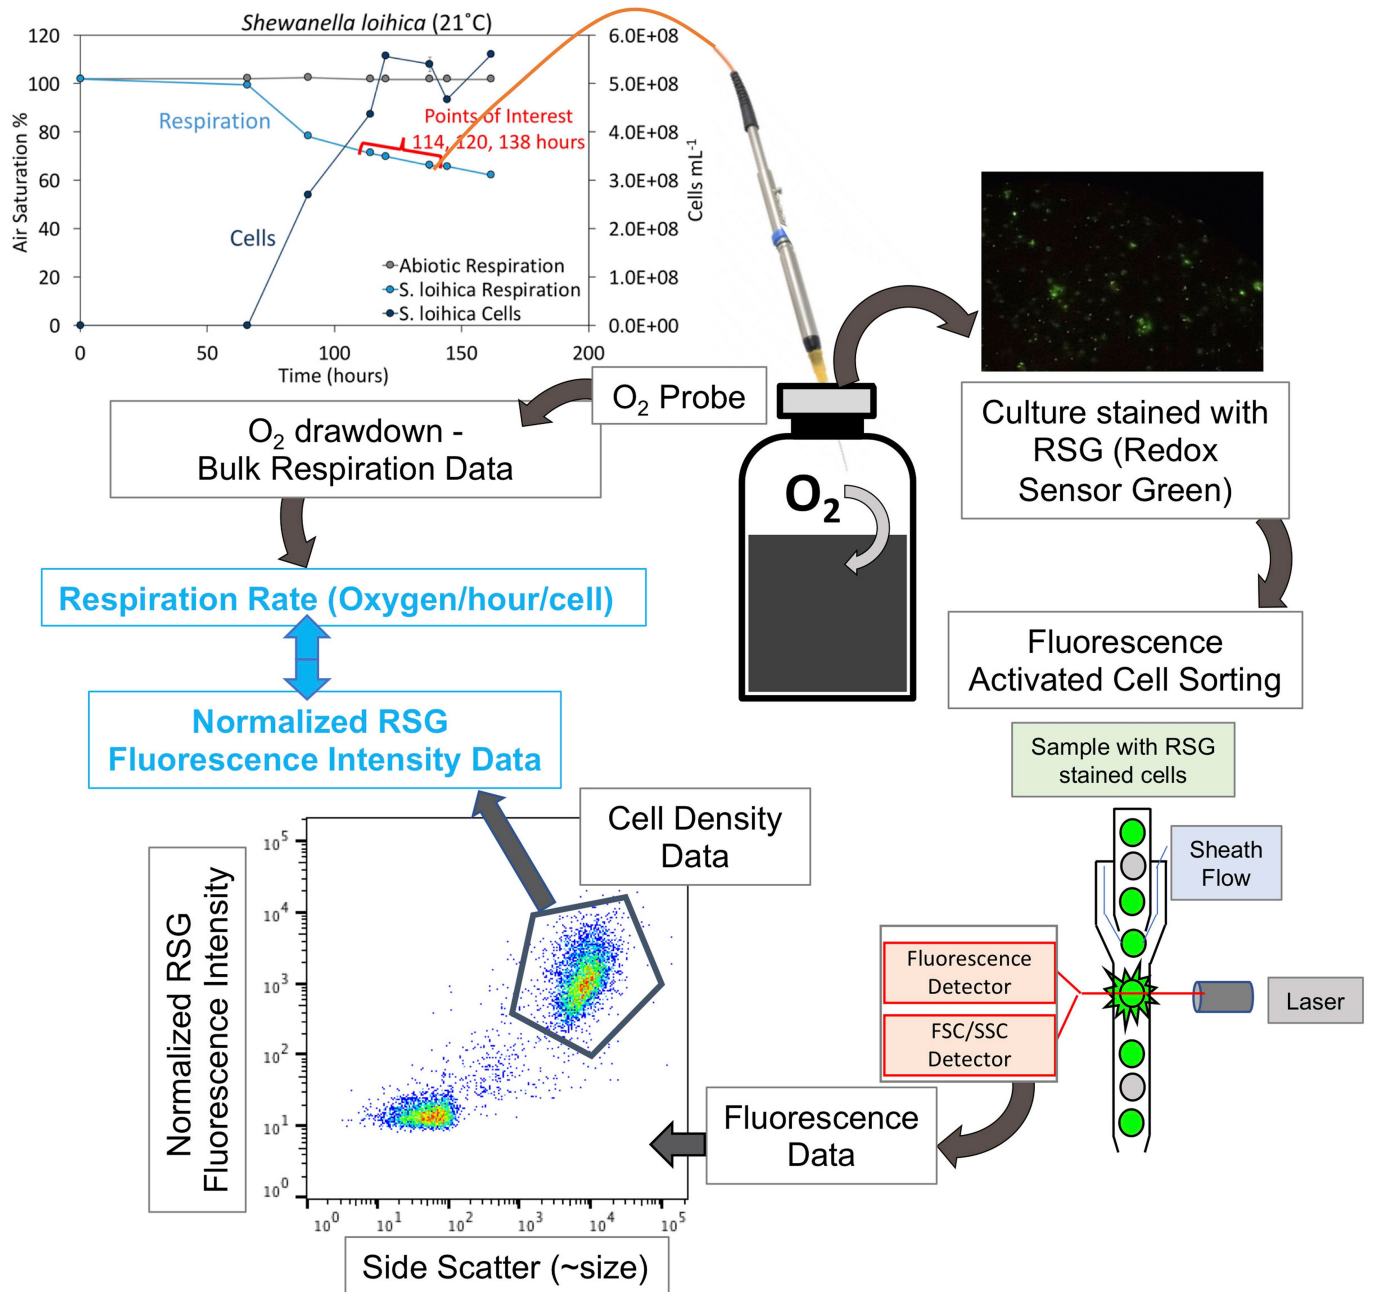 Shewanella loihica (21˚C)
120
100
80
60
40
20
0
Air Saturation %
6.0E+08
5.0E+08
4.0E+08
3.0E+08
2.0E+08
1.0E+08
0.0E+00
Cells mL-1
Respiration
Points of Interest
114, 120, 138 hours
Cells
Abiotic Respiration
S. loihica Respiration
S. loihica Cells
0
50
100
150
200
Time (hours)
O2 Probe
O2 drawdown -
Bulk Respiration Data
O2
Culture stained with
RSG (Redox
Sensor Green)
Respiration Rate (Oxygen/hour/cell)
Fluorescence
Activated Cell Sorting
Normalized RSG
Fluorescence Intensity Data
Sample with RSG
stained cells
Cell Density
Data
Sheath
Flow
Fluorescence
Detector
FSC/SSC
Detector
Laser
Normalized RSG
Fluorescence Intensity
10^5
10^4
10^3
10^2
10^1
10^0
10^0
10^1
10^2
10^3
10^4
10^5
Fluorescence
Data
Side Scatter (~size)